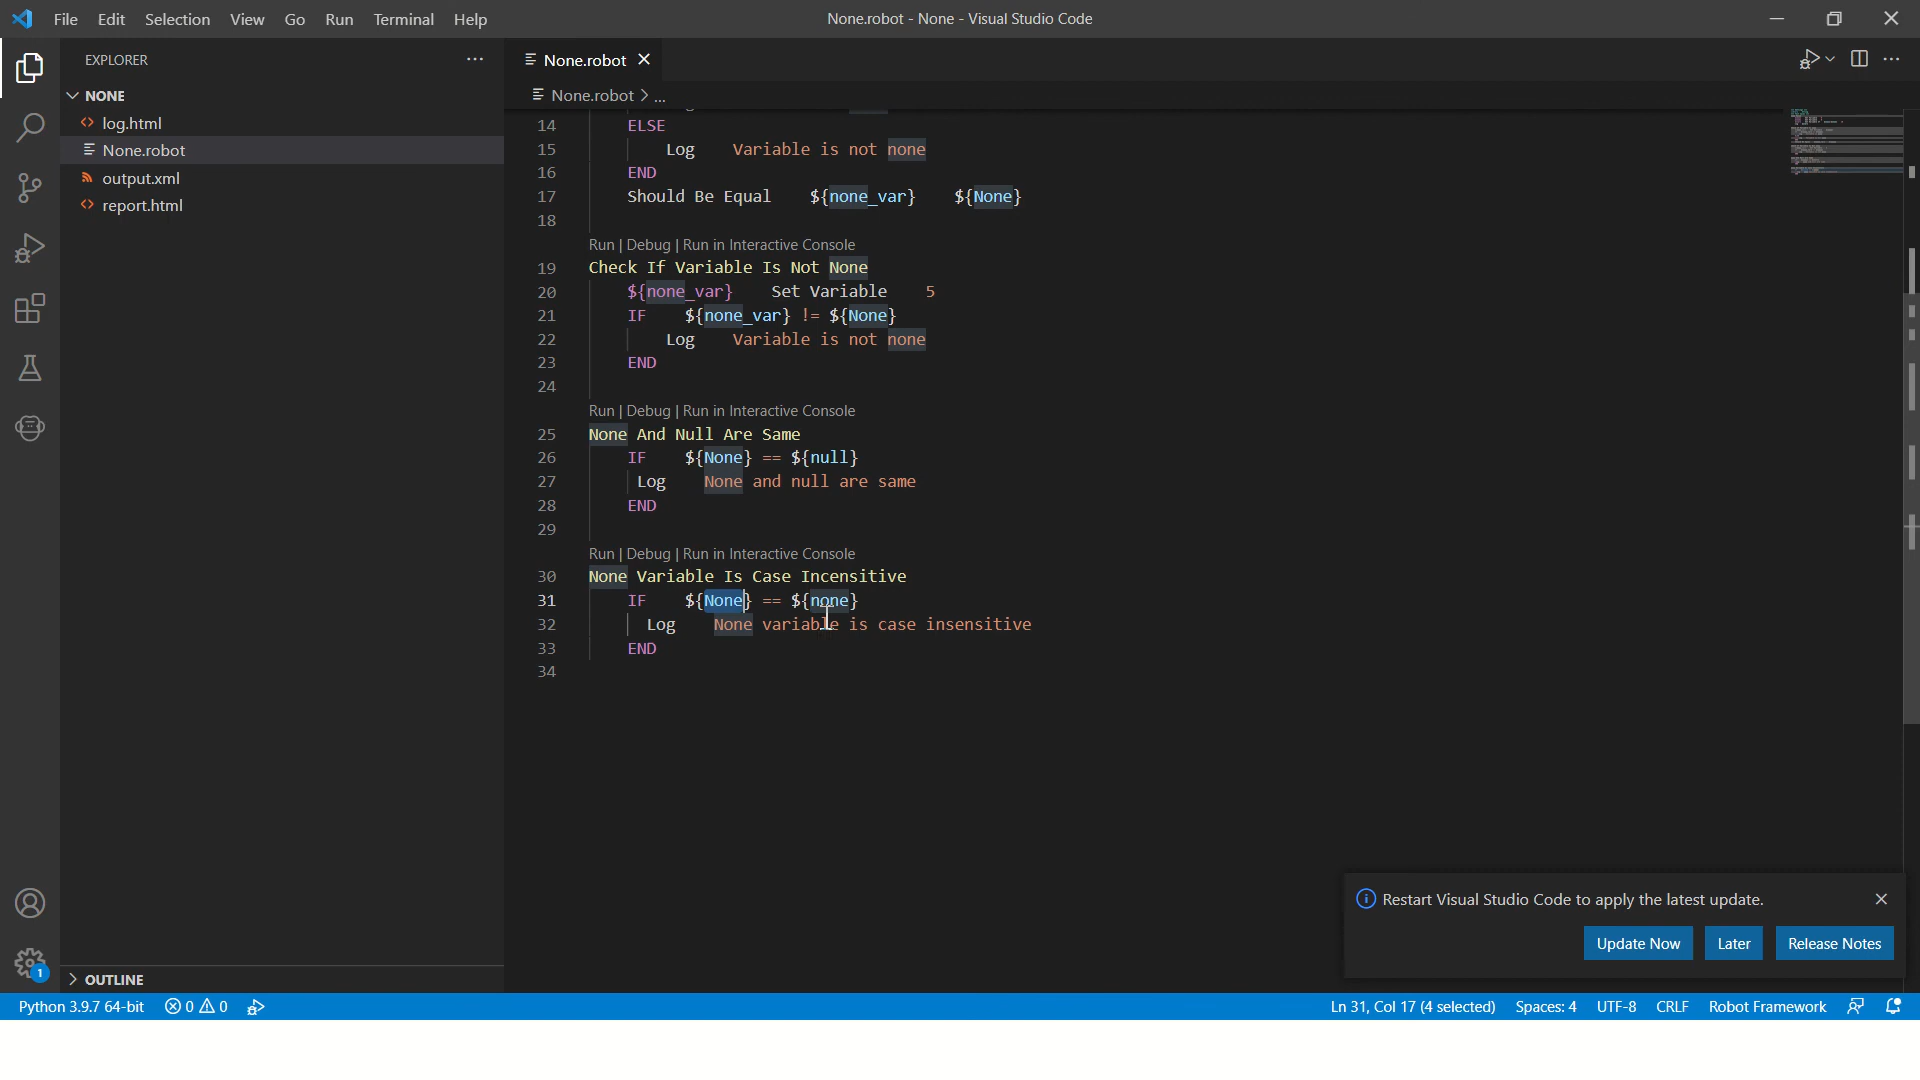 File Edit Selection View Go Run Terminal Help
None.robot - None - Visual Studio Code
EXPLORER
NONE
log.html
None.robot
output.xml
report.html
OUTLINE
None.robot
None.robot > ...
14 ELSE
15 Log Variable is not none
16 END
17 Should Be Equal ${none_var} ${None}
18
Run | Debug | Run in Interactive Console
19 Check If Variable Is Not None
20 ${none_var} Set Variable 5
21 IF ${none_var} != ${None}
22 Log Variable is not none
23 END
24
Run | Debug | Run in Interactive Console
25 None And Null Are Same
26 IF ${None} == ${null}
27 Log None and null are same
28 END
29
Run | Debug | Run in Interactive Console
30 None Variable Is Case Incensitive
31 IF ${None} == ${none}
32 Log None variable is case insensitive
33 END
34
Restart Visual Studio Code to apply the latest update.
Update Now Later Release Notes
1
Python 3.9.7 64-bit 0 0 Ln 31, Col 17 (4 selected) Spaces: 4 UTF-8 CRLF Robot Framework